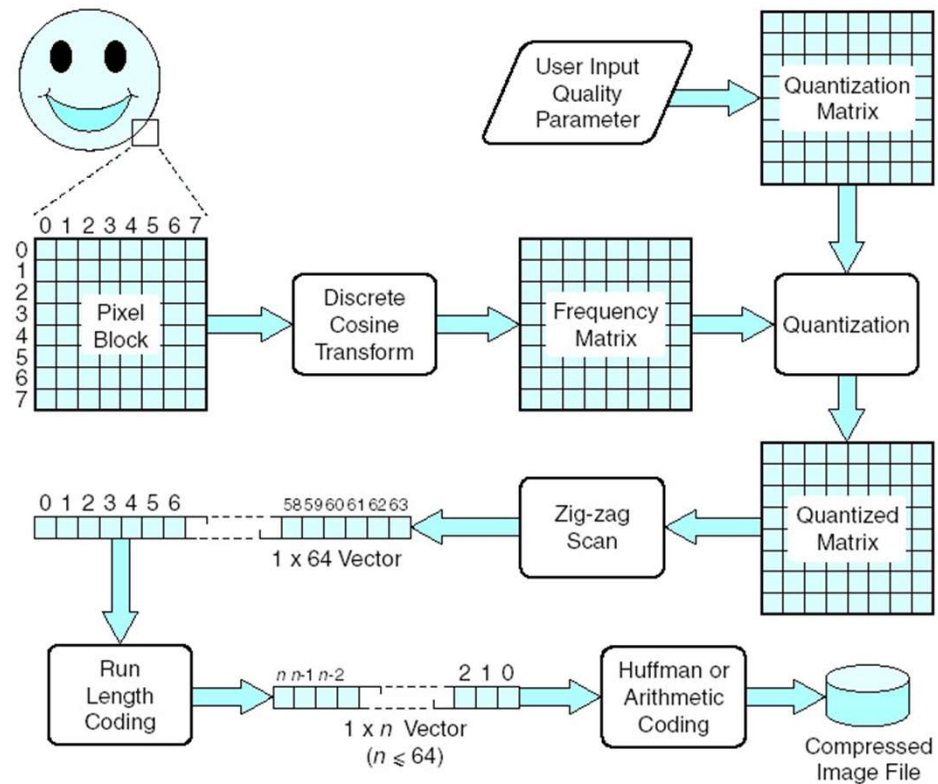 User Input
Quality
Parameter
Quantization
Matrix
0 1 2 3 4 5 6 7
0
1
2
3
4
5
6
7
Pixel
Block
Discrete
Cosine
Transform
Frequency
Matrix
Quantization
0 1 2 3 4 5 6
58 59 60 61 62 63
1 x 64 Vector
Zig-zag
Scan
Quantized
Matrix
Run
Length
Coding
n n-1 n-2
2 1 0
1 x n Vector
(n ⩽ 64)
Huffman or
Arithmetic
Coding
Compressed
Image File